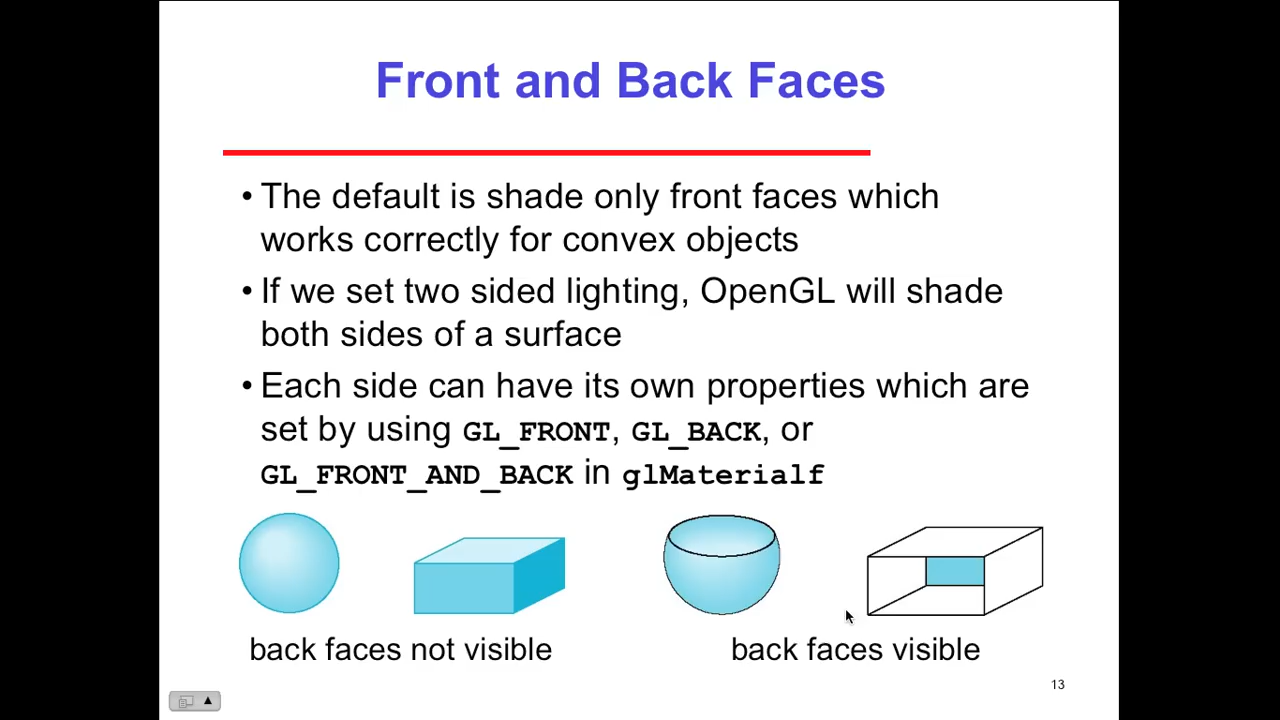 Front and Back Faces
• The default is shade only front faces which
works correctly for convex objects
• If we set two sided lighting, OpenGL will shade
both sides of a surface
• Each side can have its own properties which are
set by using GL_FRONT, GL_BACK, or
GL_FRONT_AND_BACK in glMaterialf
back faces not visible
back faces visible
13